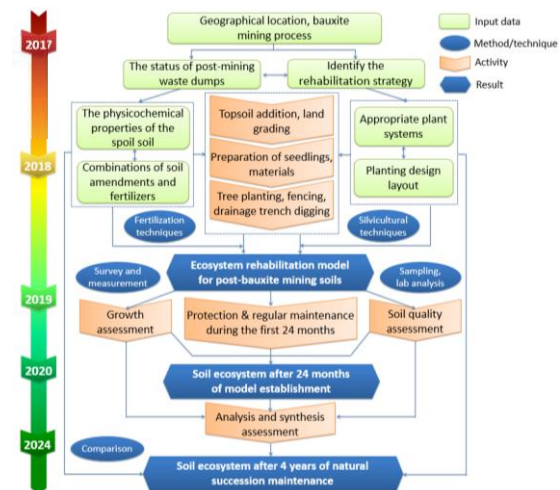 2017
2018
2019
2020
2024
Geographical location, bauxite
mining process
The status of post-mining
waste dumps
Identify the
rehabilitation strategy
Input data
Method/technique
Activity
Result
The physicochemical
properties of the
spoil soil
Combinations of soil
amendments and
fertilizers
Topsoil addition, land
grading
Preparation of seedlings,
materials
Tree planting, fencing,
drainage trench digging
Appropriate plant
systems
Planting design
layout
Fertilization
techniques
Silvicultural
techniques
Ecosystem rehabilitation model
for post-bauxite mining soils
Survey and
measurement
Sampling,
lab analysis
Growth
assessment
Protection & regular maintenance
during the first 24 months
Soil quality
assessment
Soil ecosystem after 24 months
of model establishment
Analysis and synthesis
assessment
Comparison
Soil ecosystem after 4 years of natural
succession maintenance